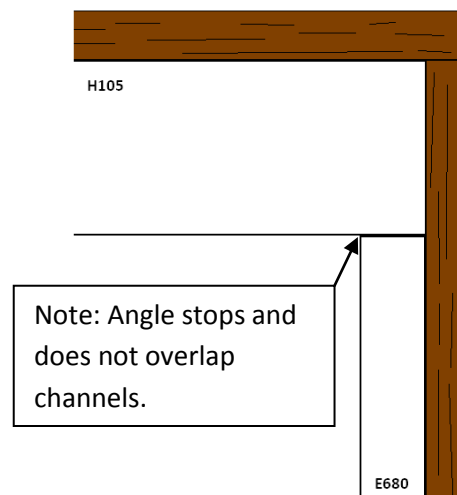 H105
Note: Angle stops and
does not overlap
channels.
E680